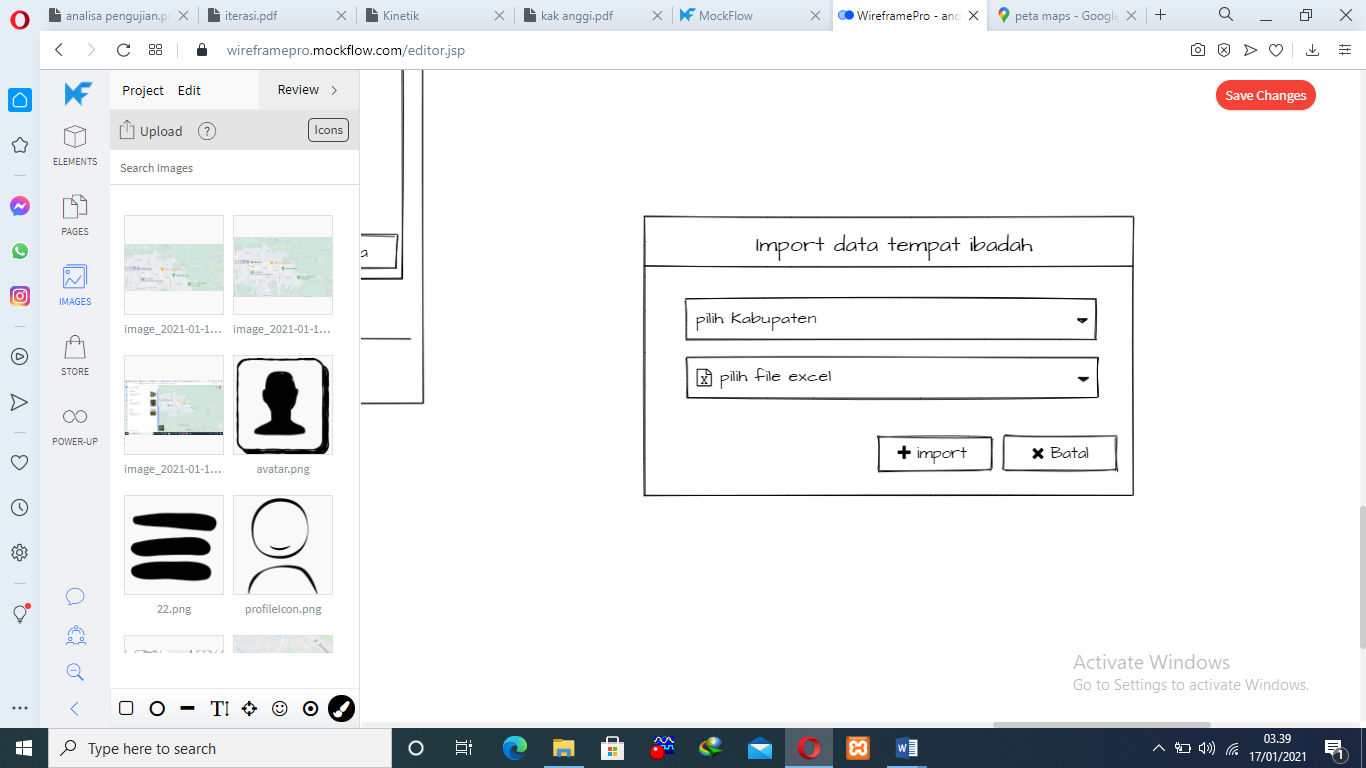 analisa pengujian.p
iterasi.pdf
Kinetik
kak anggi.pdf
MockFlow
WireframePro - and
peta maps - Google
wireframepro.mockflow.com/editor.jsp
Project Edit Review
Upload ? Icons
Search Images
ELEMENTS
PAGES
IMAGES
STORE
POWER-UP
image_2021-01-1...
image_2021-01-1...
image_2021-01-1...
avatar.png
22.png
profileIcon.png
Save Changes
a
Import data tempat ibadah
pilih Kabupaten
pilih file excel
import
Batal
Activate Windows
Go to Settings to activate Windows.
Type here to search
03.39
17/01/2021
1